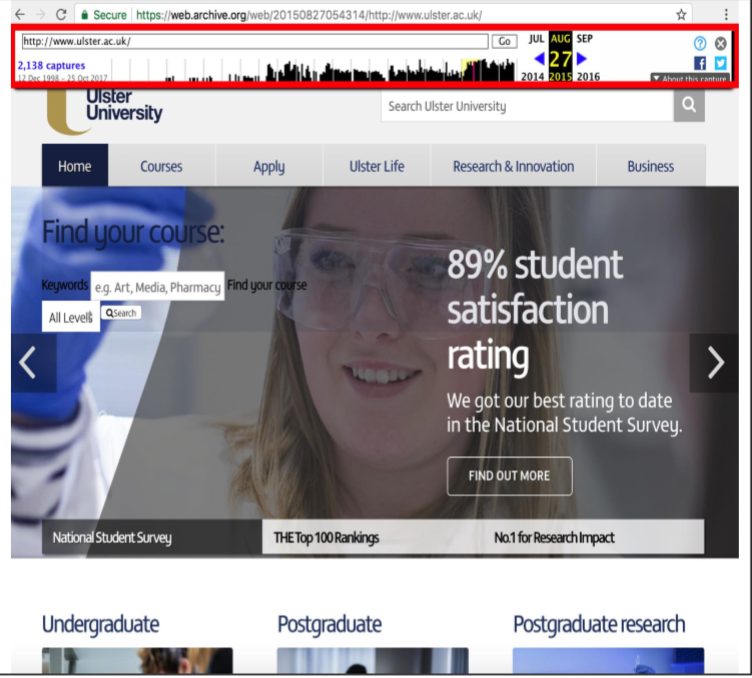 Secure https://web.archive.org/web/20150827054314/http://www.ulster.ac.uk/
http://www.ulster.ac.uk/ Go JUL AUG SEP
2,138 captures 27
12 Dec 1998 – 25 Oct 2017 2014 2015 2016 About this capture
Ulster
University
Search Ulster University
Home Courses Apply Ulster Life Research & Innovation Business
Find your course:
Keywords e.g. Art, Media, Pharmacy Find your course
All Levels Search
89% student
satisfaction
rating
We got our best rating to date
in the National Student Survey.
FIND OUT MORE
National Student Survey THE Top 100 Rankings No.1 for Research Impact
Undergraduate Postgraduate Postgraduate research